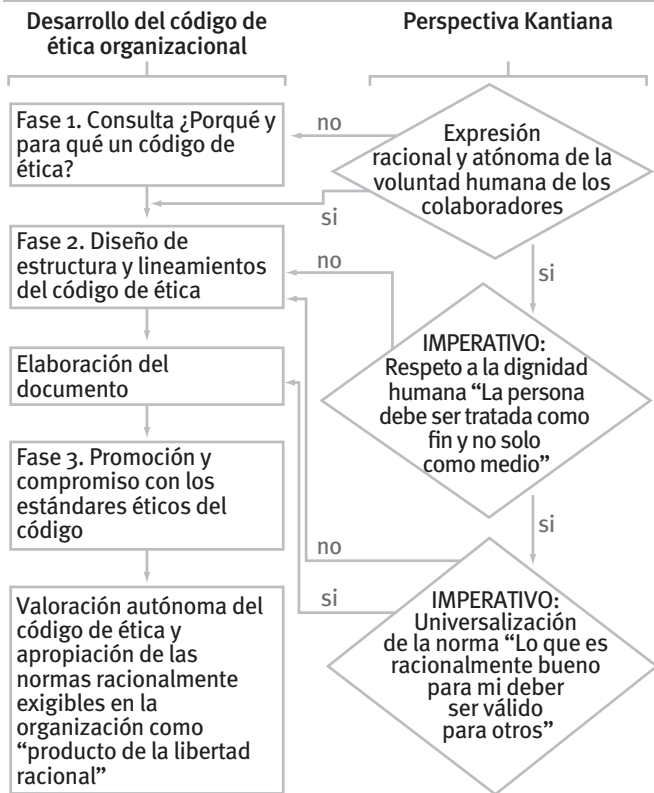 Desarrollo del código de
ética organizacional
Perspectiva Kantiana
Fase 1. Consulta ¿Porqué y
para qué un código de
ética?
no
Expresión
racional y atónoma de la
voluntad humana de los
colaboradores
si
Fase 2. Diseño de
estructura y lineamientos
del código de ética
no
si
IMPERATIVO:
Respeto a la dignidad
humana “La persona
debe ser tratada como
fin y no solo
como medio”
Elaboración del
documento
Fase 3. Promoción y
compromiso con los
estándares éticos del
código
si
no
si
IMPERATIVO:
Universalización
de la norma “Lo que es
racionalmente bueno
para mi deber
ser válido
para otros”
Valoración autónoma del
código de ética y
apropiación de las
normas racionalmente
exigibles en la
organización como
“producto de la libertad
racional”